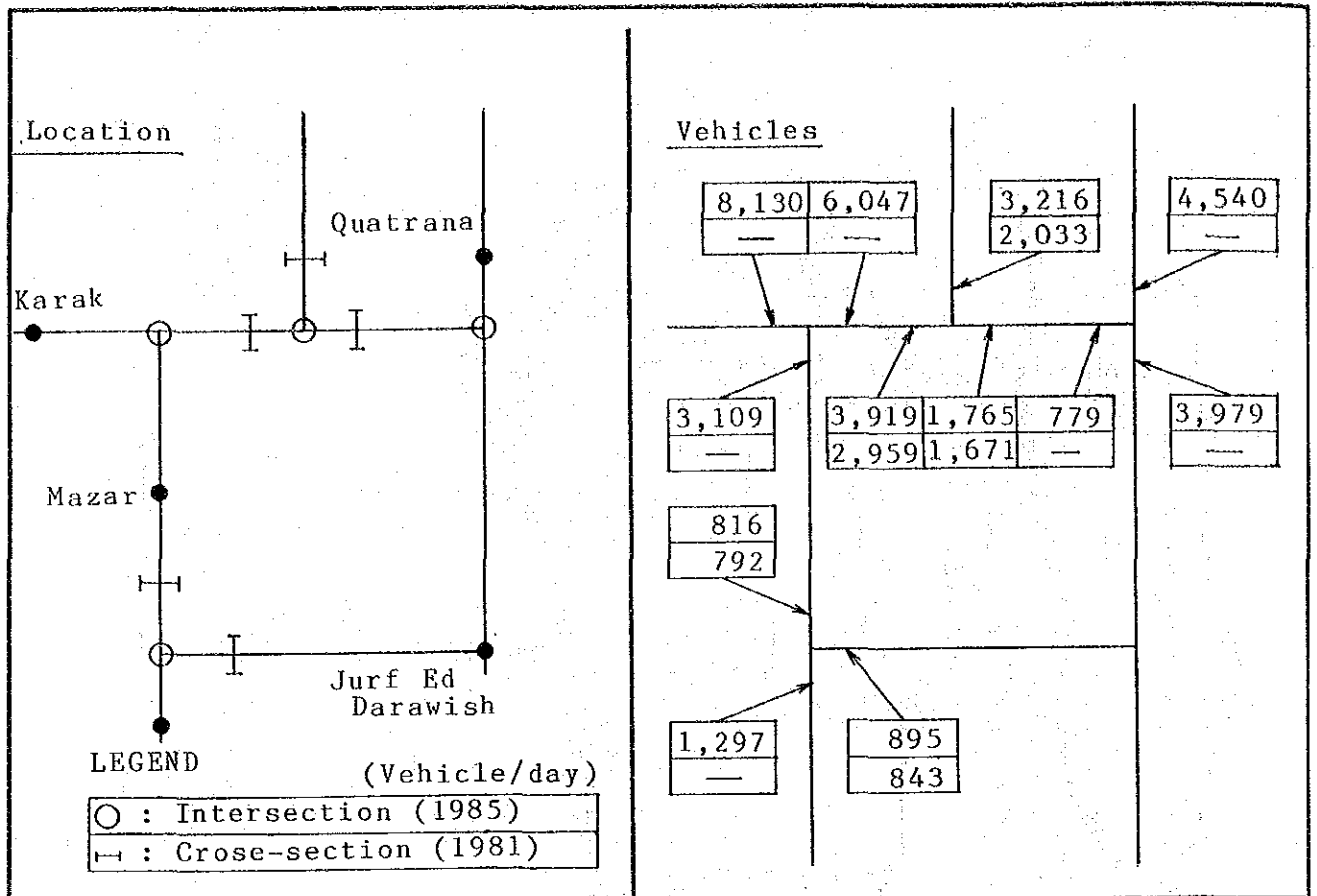 Location
Quatrana
Karak
Mazar
Jurf Ed
Darawish
LEGEND
(Vehicle/day)
○ : Intersection (1985)
⊢⊣ : Crose-section (1981)
Vehicles
8,130 6,047
— —
3,216
2,033
4,540
—
3,109
—
3,919 1,765 779
2,959 1,671 —
3,979
—
816
792
1,297
—
895
843